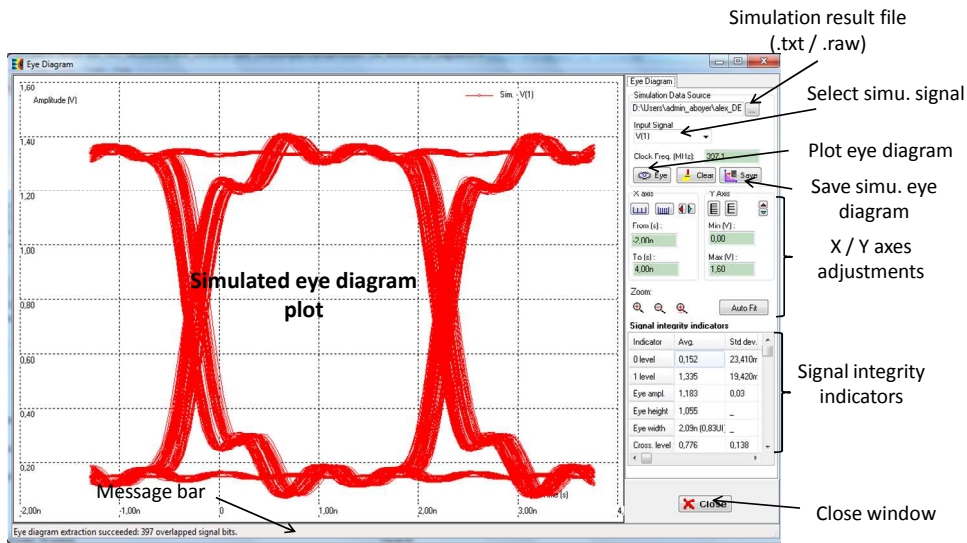 Simulation result file
(.txt / .raw)
Eye Diagram
1,60
Amplitude (V)
Sim. - V(1)
1,40
1,20
1,00
0,80
0,60
0,40
0,20
-2,00n
-1,00n
0
1,00n
2,00n
3,00n
4,
Simulated eye diagram
plot
Message bar
Eye diagram extraction succeeded: 397 overlapped signal bits.
Eye Diagram
Simulation Data Source
D:\Users\admin_aboyer\alex_DE
...
Input Signal
V(1)
Clock Freq. (MHz):
397,1
Eye
Clear
Save
X axis
Y Axis
From (s) :
Min (V) :
-2,00n
0,00
To (s) :
Max (V) :
4,00n
1,60
Zoom:
Auto Fit
Signal integrity indicators
Indicator Avg. Std dev.
0 level 0,152 23,410m
1 level 1,335 19,420m
Eye ampl. 1,183 0,03
Eye height 1,055 _
Eye width 2,09n (0,83UI) _
Cross. level 0,776 0,138
Close
Select simu. signal
Plot eye diagram
Save simu. eye
diagram
X / Y axes
adjustments
Signal integrity
indicators
Close window